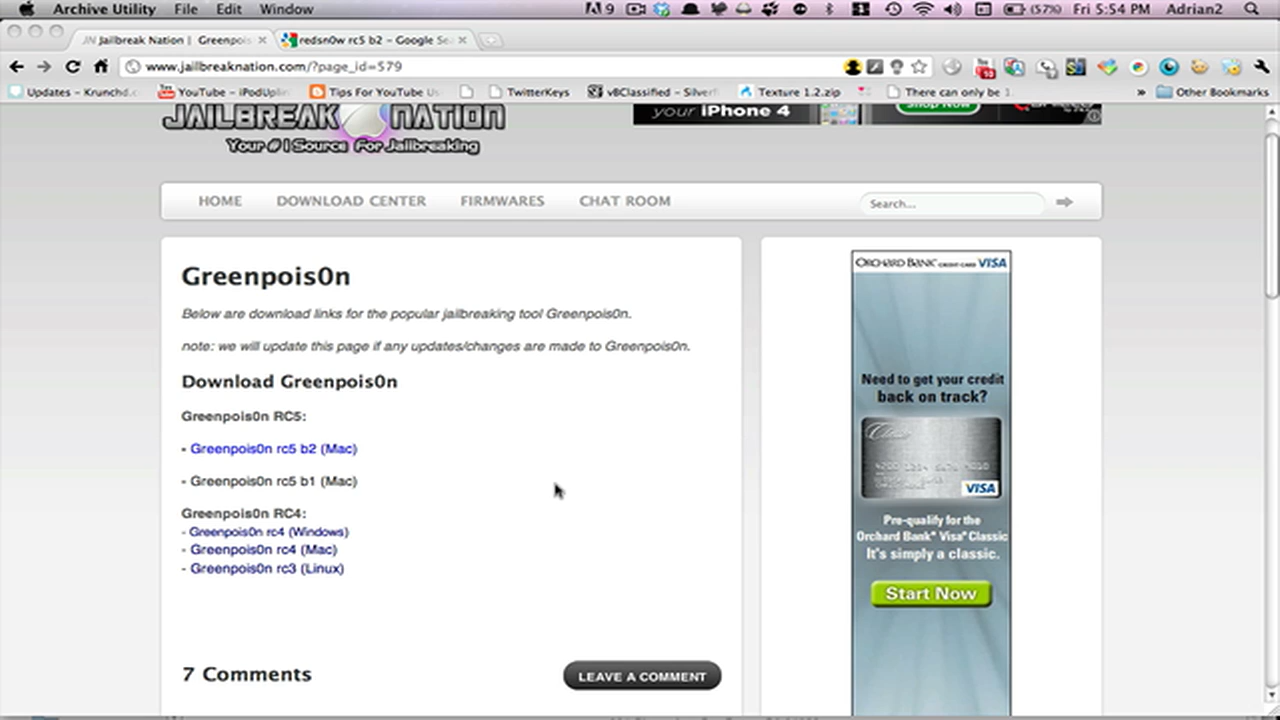 Archive Utility File Edit Window 9 (57%) Fri 5:54 PM Adrian2
Jailbreak Nation | Greenpois redsn0w rc5 b2 – Google Se
www.jailbreaknation.com/?page_id=579
10
Updates – Krunchd.c YouTube – iPodUplin Tips For YouTube Us TwitterKeys vBClassified – Silverf Texture 1.2.zip There can only be 1 » Other Bookmarks
JAILBREAK NATION
Your #1 Source For Jailbreaking
your iPhone 4
Shop Now
HOME DOWNLOAD CENTER FIRMWARES CHAT ROOM Search...
Greenpois0n
Below are download links for the popular jailbreaking tool Greenpois0n.
note: we will update this page if any updates/changes are made to Greenpois0n.
Download Greenpois0n
Greenpois0n RC5:
- Greenpois0n rc5 b2 (Mac)
- Greenpois0n rc5 b1 (Mac)
Greenpois0n RC4:
- Greenpois0n rc4 (Windows)
- Greenpois0n rc4 (Mac)
- Greenpois0n rc3 (Linux)
7 Comments
LEAVE A COMMENT
ORCHARD BANK CREDIT CARD VISA
Need to get your credit
back on track?
Classic
VISA
Pre-qualify for the
Orchard Bank® Visa® Classic
It's simply a classic.
Start Now